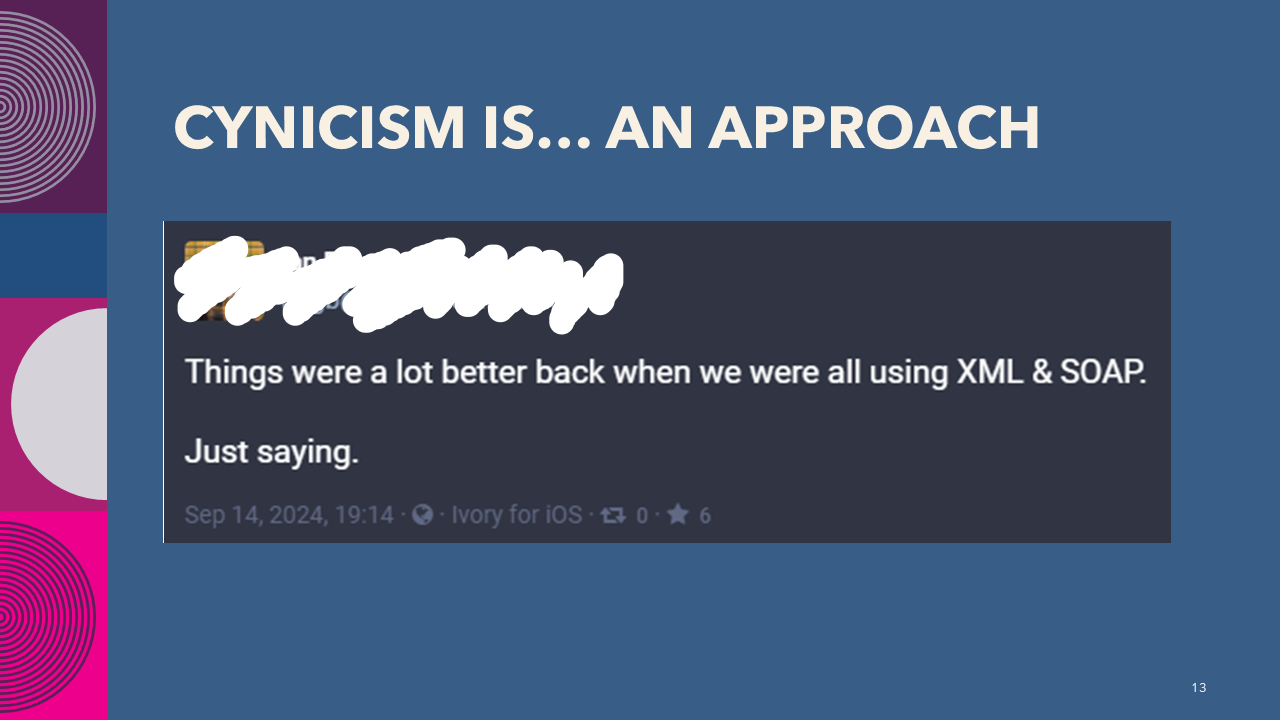 CYNICISM IS... AN APPROACH
Things were a lot better back when we were all using XML & SOAP.
Just saying.
Sep 14, 2024, 19:14 · · Ivory for iOS · 0 · 6
13